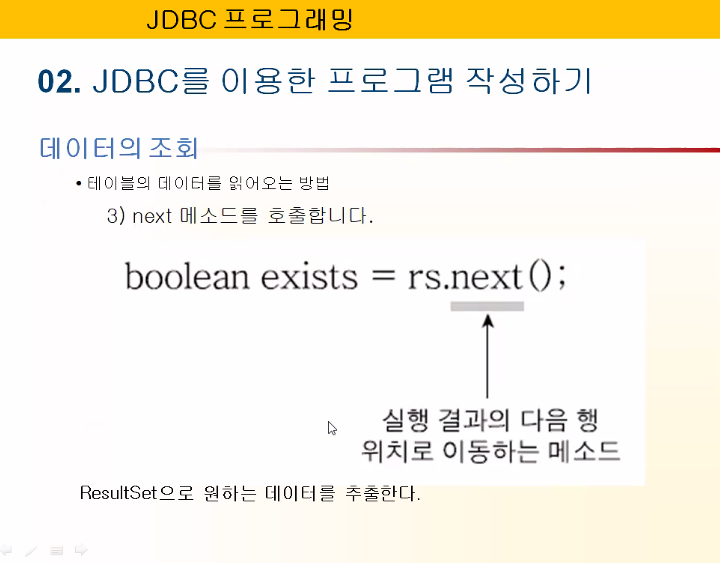 JDBC 프로그래밍
02. JDBC를 이용한 프로그램 작성하기
데이터의 조회
• 테이블의 데이터를 읽어오는 방법
3) next 메소드를 호출합니다.
boolean exists = rs.next();
실행 결과의 다음 행
위치로 이동하는 메소드
ResultSet으로 원하는 데이터를 추출한다.